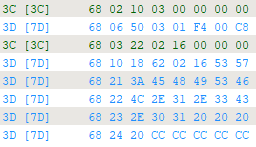 3C [3C] 68 02 10 03 00 00 00 00
3D [7D] 68 06 50 03 01 F4 00 C8
3C [3C] 68 03 22 02 16 00 00 00
3D [7D] 68 10 18 62 02 16 53 57
3D [7D] 68 21 3A 45 48 49 53 46
3D [7D] 68 22 4C 2E 31 2E 33 43
3D [7D] 68 23 2E 30 31 20 20 20
3D [7D] 68 24 20 CC CC CC CC CC